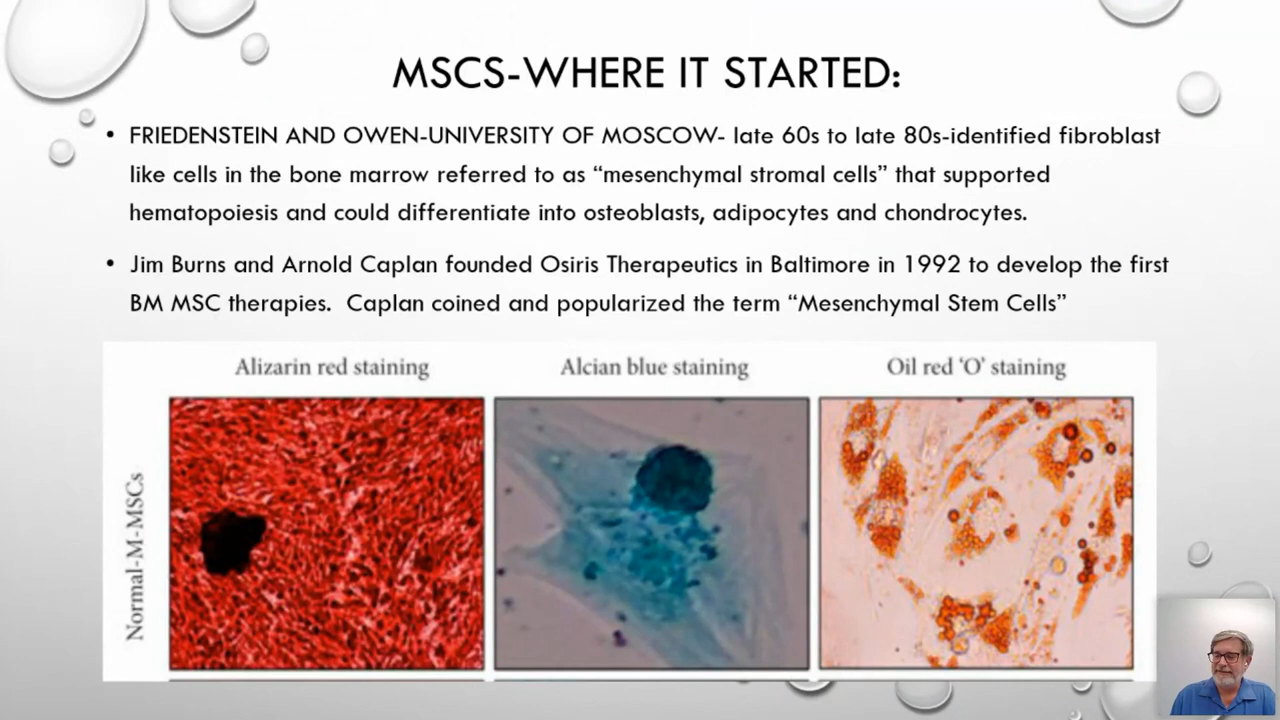 MSCS-WHERE IT STARTED:
• FRIEDENSTEIN AND OWEN-UNIVERSITY OF MOSCOW- late 60s to late 80s-identified fibroblast
like cells in the bone marrow referred to as “mesenchymal stromal cells” that supported
hematopoiesis and could differentiate into osteoblasts, adipocytes and chondrocytes.
• Jim Burns and Arnold Caplan founded Osiris Therapeutics in Baltimore in 1992 to develop the first
BM MSC therapies. Caplan coined and popularized the term “Mesenchymal Stem Cells”
Alizarin red staining
Alcian blue staining
Oil red ‘O’ staining
Normal-M-MSCs